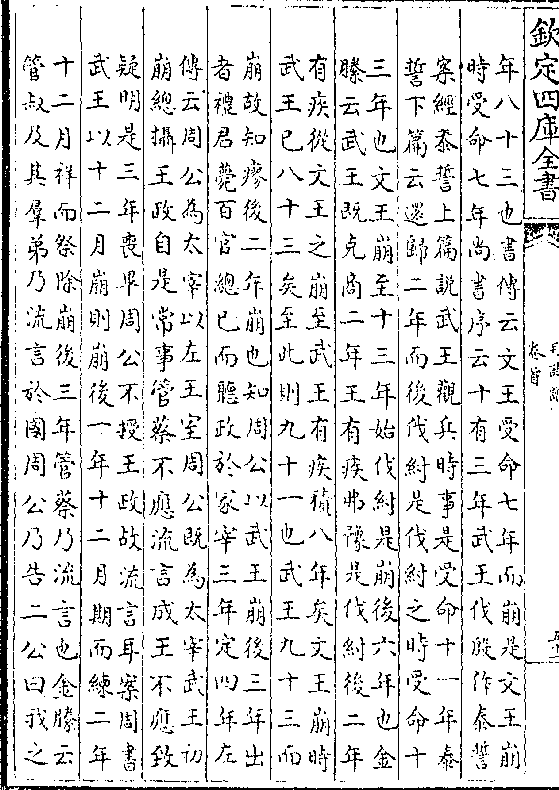 欽定四庫全書
年八十三也書傳云文王受命七年而崩是文王崩
時受命七年尚書序云十有三年武王伐殷作泰誓
案經泰誓上篇說武王觀兵時事是受命十一年泰
誓下篇云還歸二年而後伐紂是伐紂之時受命十
三年也文王崩至十三年始伐紂是崩後六年也金
縢云武王既克商二年王有疾弗豫是伐紂後二年
有疾從文王之崩至武王有疾積八年矣文王崩時
武王已八十三矣至此則九十一也武王九十三而
崩故知瘳後二年崩也知周公以武王崩後三年出
者禮君薨百官總已而聽政於冢宰三年定四年左
傳云周公為太宰以左王室周公既為太宰武王初
崩總攝王政自是常事管蔡不應流言成王不應致
疑明是三年喪畢周公不授王政故流言耳案周書
武王以十二月崩則崩後一年十二月期而練二年
十二月祥而祭除崩後三年管蔡乃流言也金縢云
管叔及其羣弟乃流言於國周公乃告二公曰我之